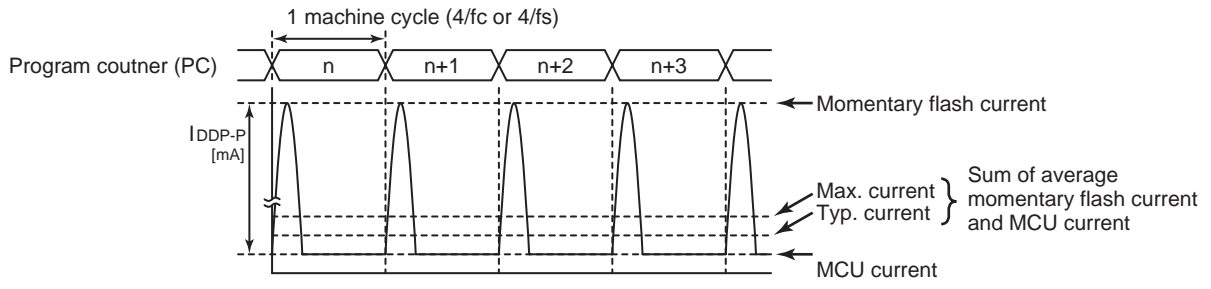 1 machine cycle (4/fc or 4/fs)
Program coutner (PC)
n
n+1
n+2
n+3
Momentary flash current
IDDP-P
[mA]
Max. current
Typ. current
Sum of average
momentary flash current
and MCU current
MCU current